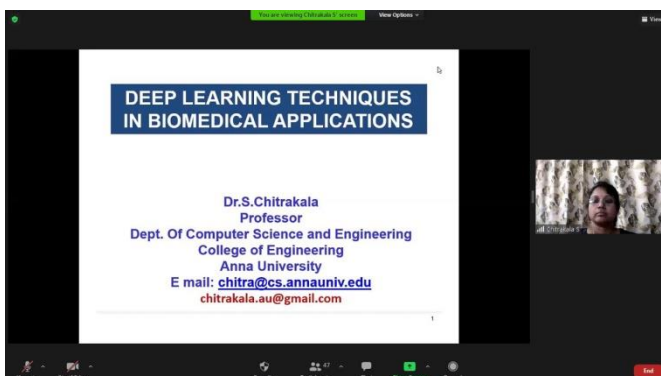 You are viewing Chitrakala S' screen
View Options
View
DEEP LEARNING TECHNIQUES
IN BIOMEDICAL APPLICATIONS
Dr.S.Chitrakala
Professor
Dept. Of Computer Science and Engineering
College of Engineering
Anna University
E mail: chitra@cs.annauniv.edu
chitrakala.au@gmail.com
1
Chitrakala S
47
End